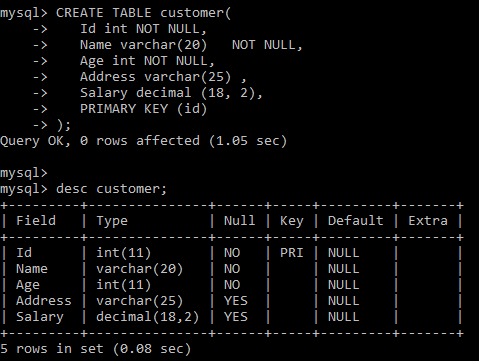 mysql> CREATE TABLE customer(
    ->     Id int NOT NULL,
    ->     Name varchar(20)   NOT NULL,
    ->     Age int NOT NULL,
    ->     Address varchar(25) ,
    ->     Salary decimal (18, 2),
    ->     PRIMARY KEY (id)
    -> );
Query OK, 0 rows affected (1.05 sec)

mysql>
mysql> desc customer;
+---------+---------------+------+-----+---------+-------+
| Field   | Type          | Null | Key | Default | Extra |
+---------+---------------+------+-----+---------+-------+
| Id      | int(11)       | NO   | PRI | NULL    |       |
| Name    | varchar(20)   | NO   |     | NULL    |       |
| Age     | int(11)       | NO   |     | NULL    |       |
| Address | varchar(25)   | YES  |     | NULL    |       |
| Salary  | decimal(18,2) | YES  |     | NULL    |       |
+---------+---------------+------+-----+---------+-------+
5 rows in set (0.08 sec)